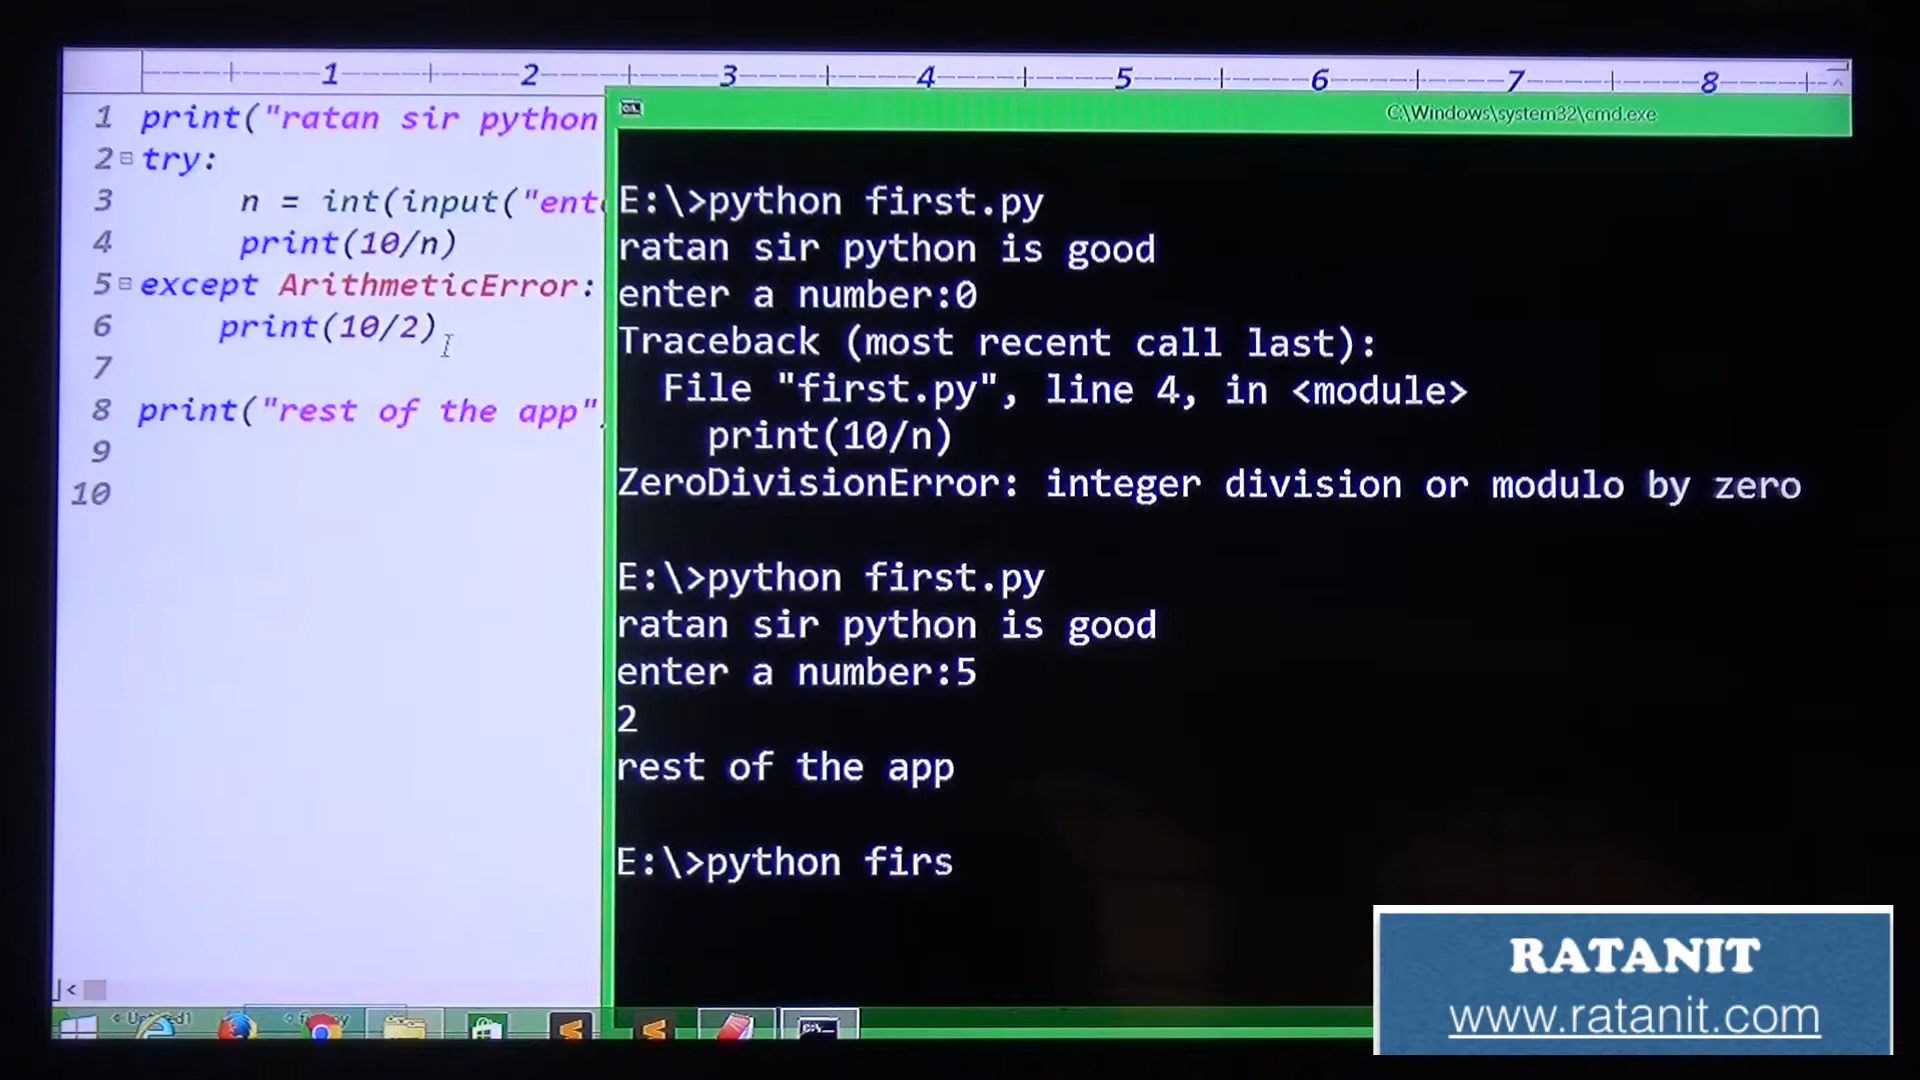 1 2 3 4 5 6 7 8
1 print("ratan sir python
2 try:
3 n = int(input("ent
4 print(10/n)
5 except ArithmeticError:
6 print(10/2)
7
8 print("rest of the app"
9
10
C:\Windows\system32\cmd.exe
E:\>python first.py
ratan sir python is good
enter a number:0
Traceback (most recent call last):
File "first.py", line 4, in <module>
print(10/n)
ZeroDivisionError: integer division or modulo by zero
E:\>python first.py
ratan sir python is good
enter a number:5
2
rest of the app
E:\>python firs
RATANIT
www.ratanit.com